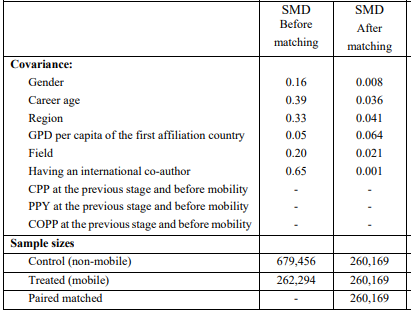 SMD Before matching SMD After matching
Covariance:
Gender 0.16 0.008
Career age 0.39 0.036
Region 0.33 0.041
GPD per capita of the first affiliation country 0.05 0.064
Field 0.20 0.021
Having an international co-author 0.65 0.001
CPP at the previous stage and before mobility - -
PPY at the previous stage and before mobility - -
COPP at the previous stage and before mobility - -
Sample sizes
Control (non-mobile) 679,456 260,169
Treated (mobile) 262,294 260,169
Paired matched - 260,169